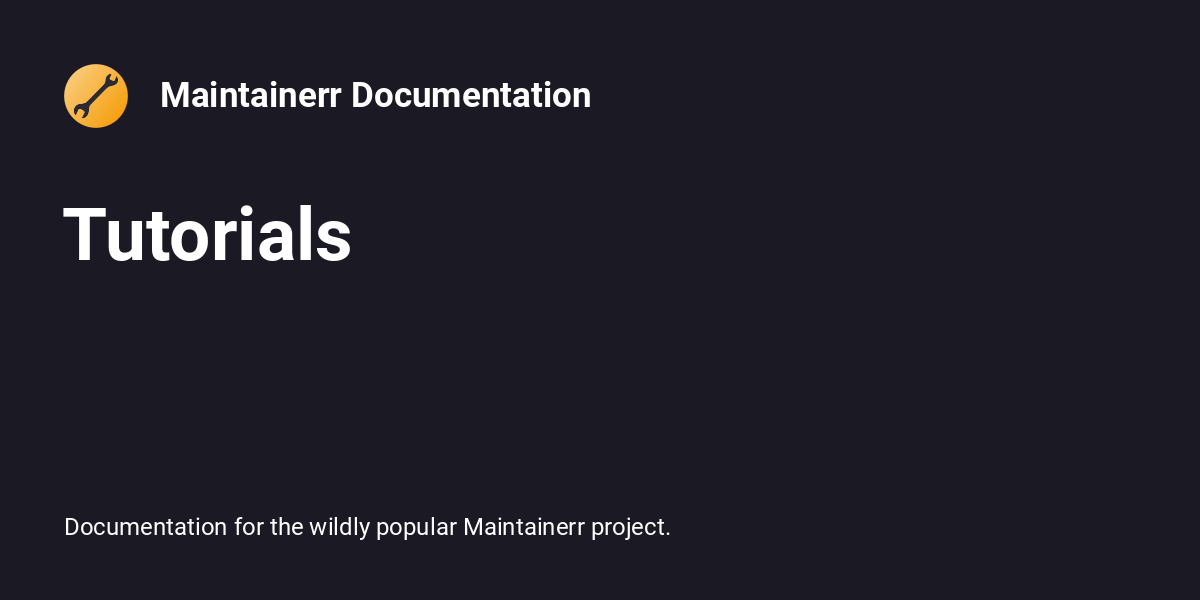 Maintainerr Documentation
Tutorials
Documentation for the wildly popular Maintainerr project.